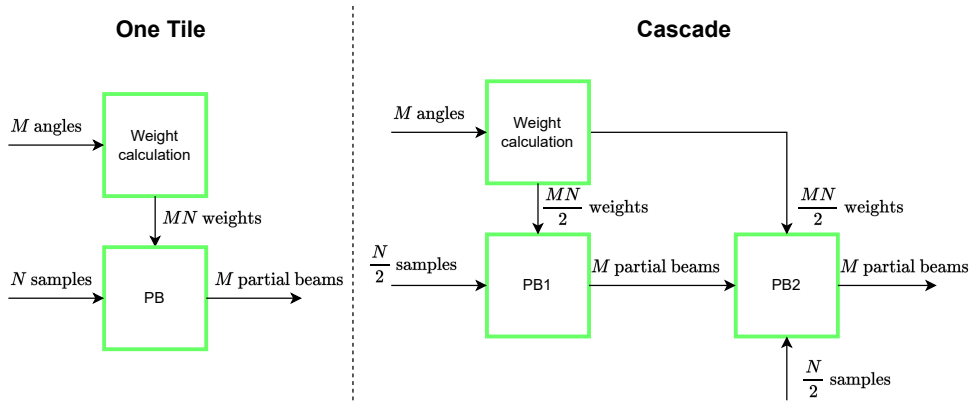 One Tile
M angles
Weight
calculation
MN weights
N samples
PB
M partial beams
Cascade
M angles
Weight
calculation
MN/2 weights
MN/2 weights
N/2 samples
PB1
M partial beams
PB2
M partial beams
N/2 samples